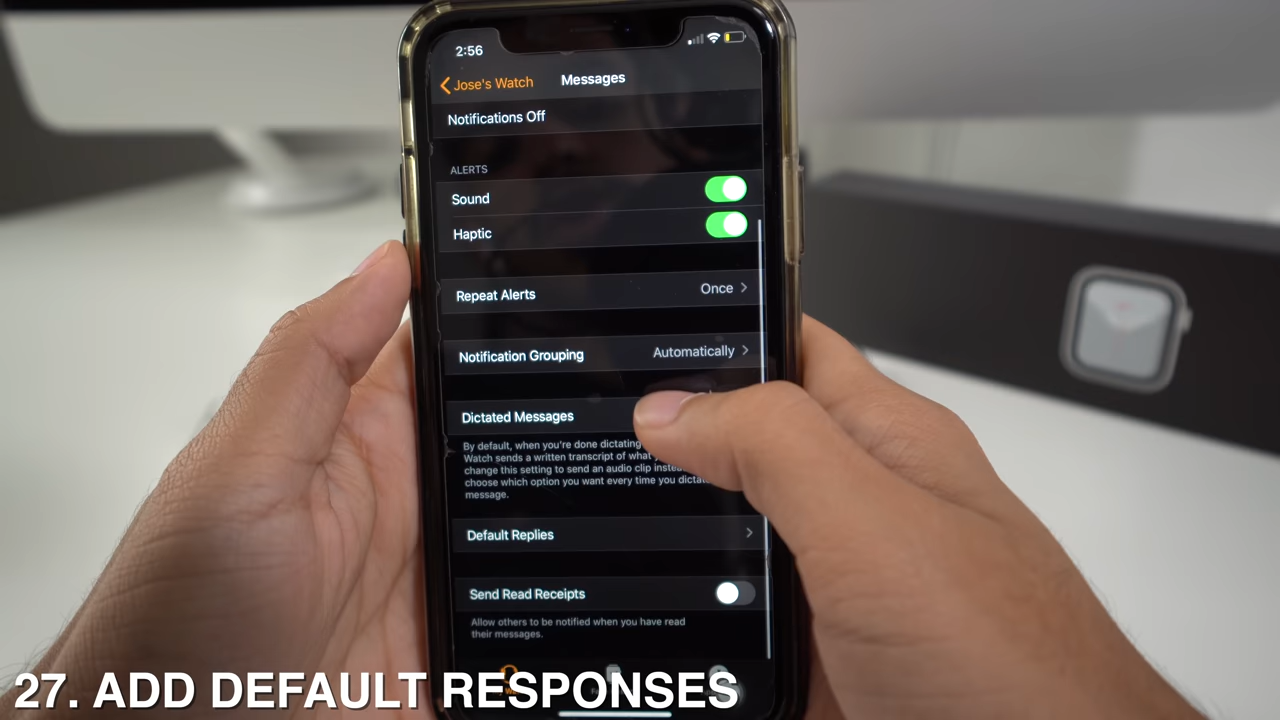 2:56
Jose's Watch
Messages
Notifications Off
ALERTS
Sound
Haptic
Repeat Alerts
Once
Notification Grouping
Automatically
Dictated Messages
By default, when you're done dictating
Watch sends a written transcript of what
change this setting to send an audio clip
choose which option you want every time you
message.
Default Replies
Send Read Receipts
Allow others to be notified when you have read
their messages.
27. ADD DEFAULT RESPONSES